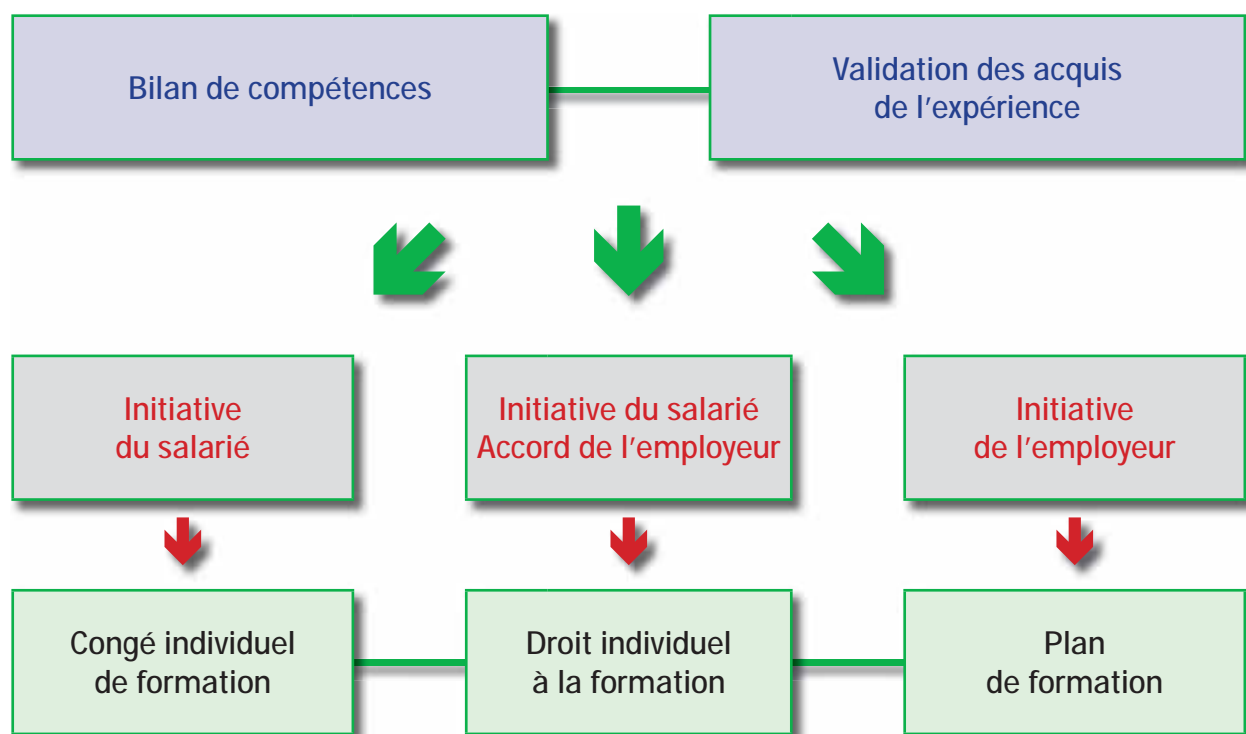 Bilan de compétences
Validation des acquis
de l’expérience
Initiative
du salarié
Initiative du salarié
Accord de l’employeur
Initiative
de l’employeur
Congé individuel
de formation
Droit individuel
à la formation
Plan
de formation